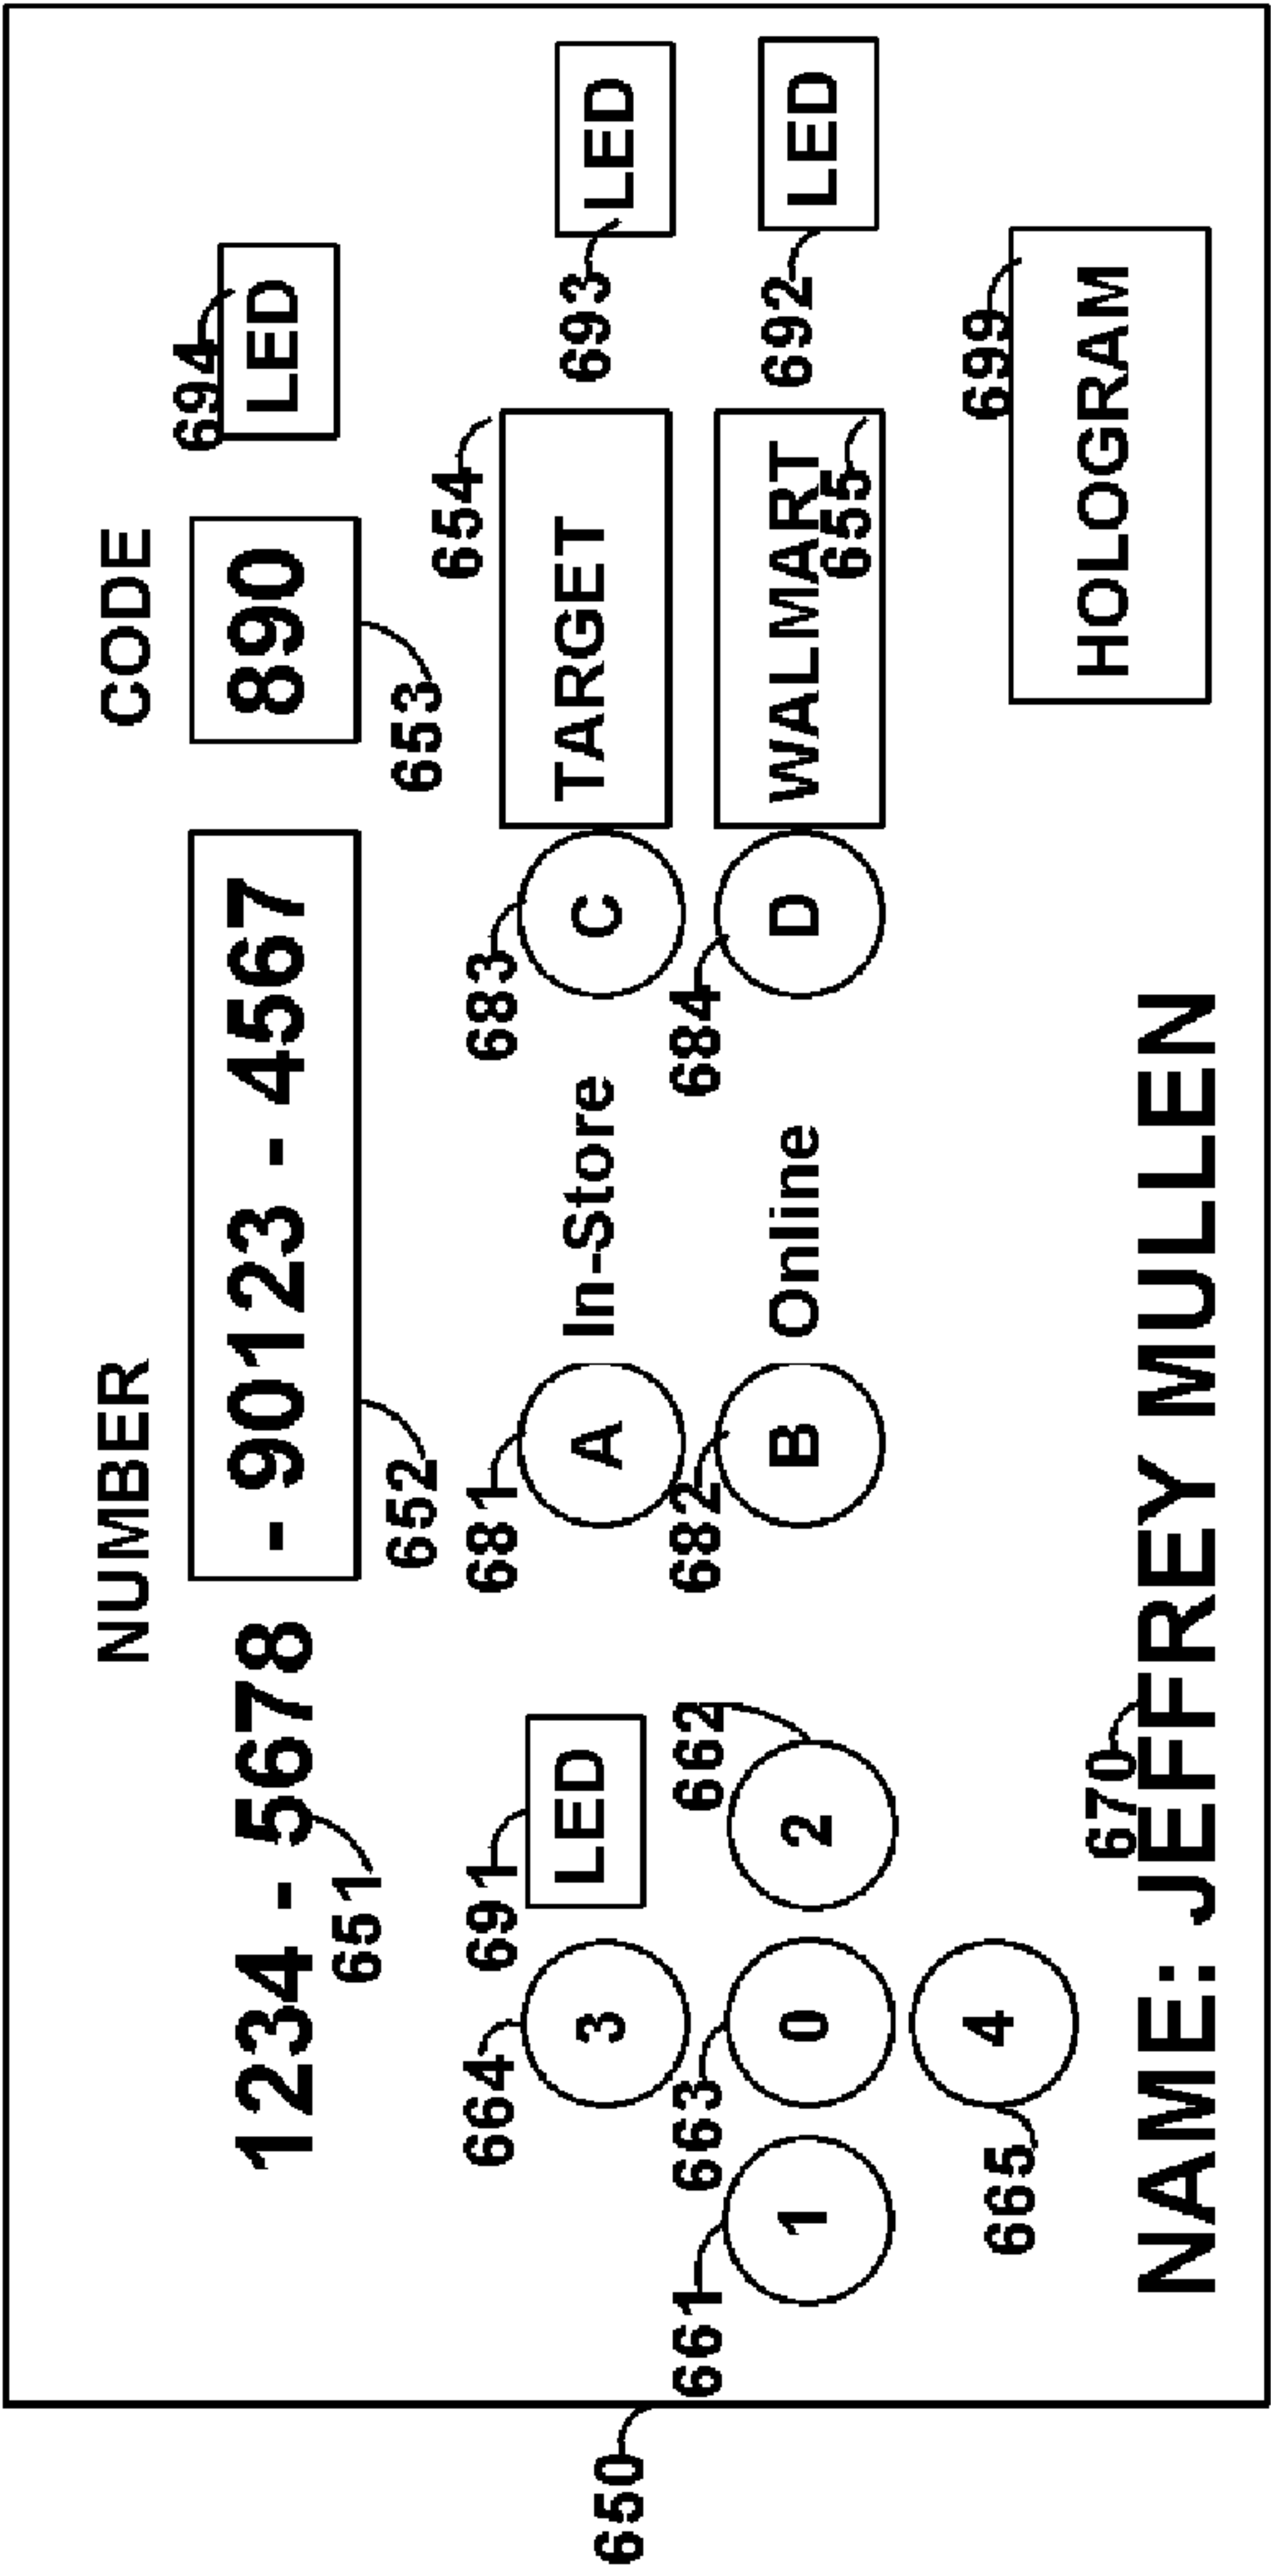 NUMBER CODE
1234 - 5678 - 90123 - 4567 890 LED
694
651 652 653
654
664 691 681 683
3 LED A In-Store C TARGET 693 LED
661 663 662 682 684
1 0 2 B Online D WALMART 692 LED
655
665 4
699
670 HOLOGRAM
NAME: JEFFREY MULLEN
650